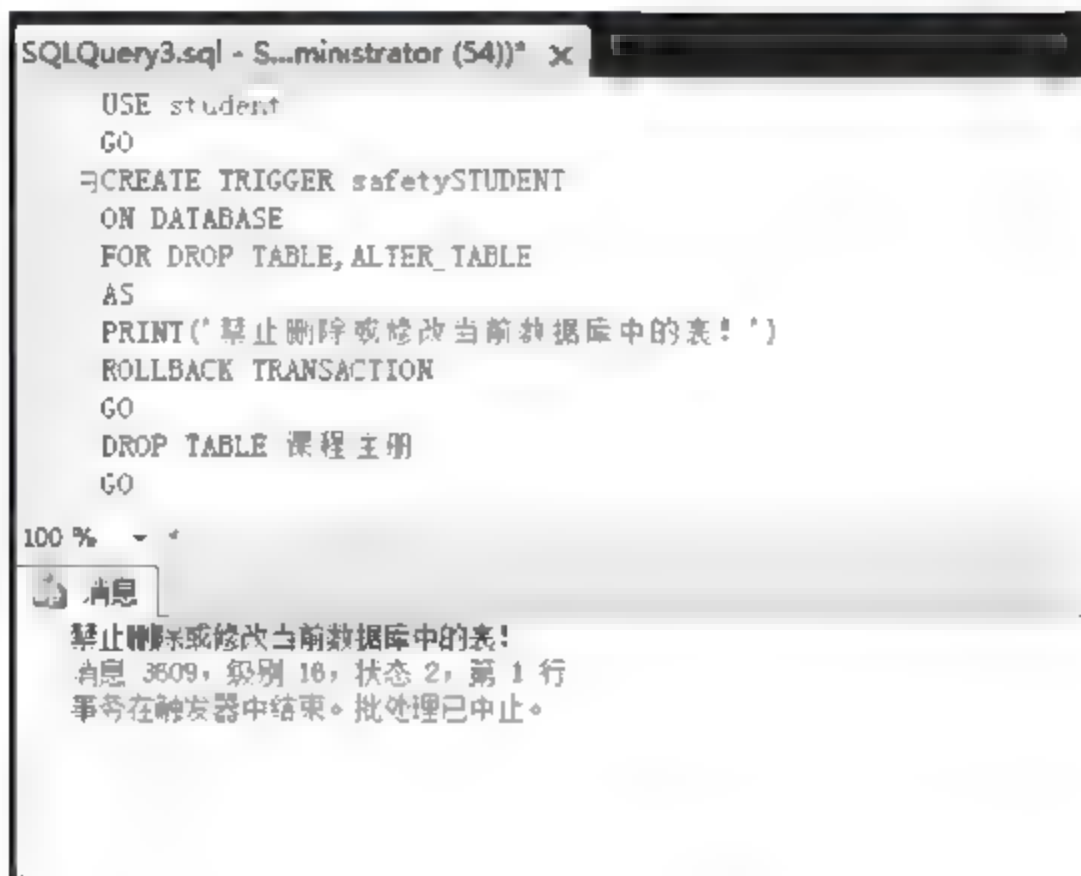 SQLQuery3.sql - S...ministrator (54))* ×
USE student
GO
CREATE TRIGGER safetySTUDENT
ON DATABASE
FOR DROP TABLE,ALTER_TABLE
AS
PRINT('禁止删除或修改当前数据库中的表!')
ROLLBACK TRANSACTION
GO
DROP TABLE 课程主册
GO
100 %
消息
禁止删除或修改当前数据库中的表!
消息 3609，级别 16，状态 2，第 1 行
事务在触发器中结束。批处理已中止。